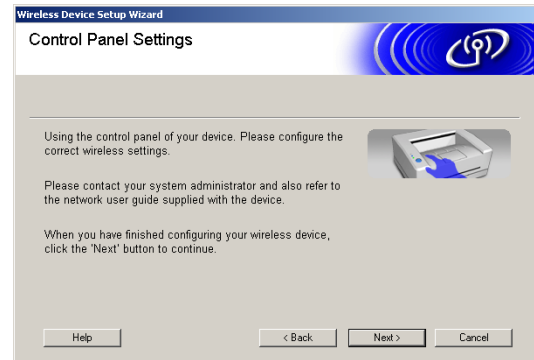 Wireless Device Setup Wizard
Control Panel Settings
Using the control panel of your device. Please configure the
correct wireless settings.
Please contact your system administrator and also refer to
the network user guide supplied with the device.
When you have finished configuring your wireless device,
click the 'Next' button to continue.
Help
< Back
Next >
Cancel